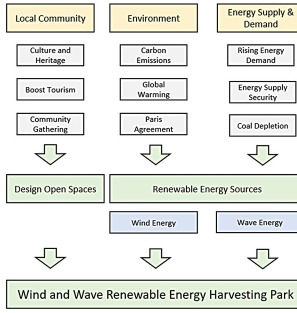 Local Community
Environment
Energy Supply &
Demand
Culture and
Heritage
Carbon
Emissions
Rising Energy
Demand
Boost Tourism
Global
Warming
Energy Supply
Security
Community
Gathering
Paris
Agreement
Coal Depletion
Design Open Spaces
Renewable Energy Sources
Wind Energy
Wave Energy
Wind and Wave Renewable Energy Harvesting Park